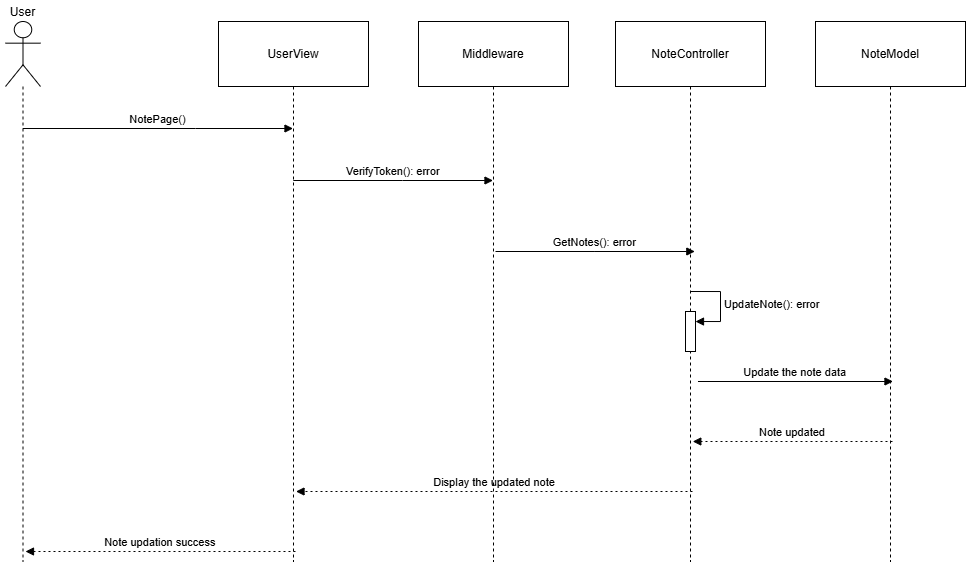 User
UserView
Middleware
NoteController
NoteModel
NotePage()
VerifyToken(): error
GetNotes(): error
UpdateNote(): error
Update the note data
Note updated
Display the updated note
Note updation success